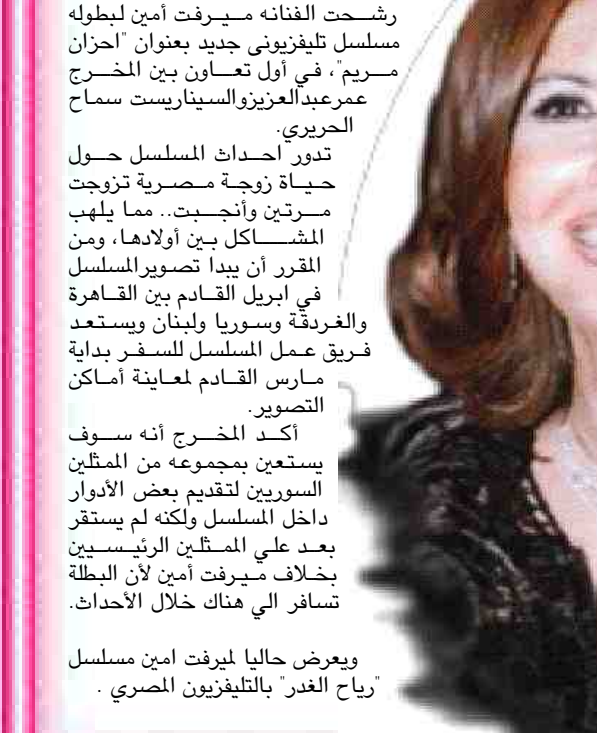 رشحت الفنانه ميرفت أمين لبطوله
مسلسل تليفزيونى جديد بعنوان "احزان
مريم"، في أول تعاون بين المخرج
عمرعبدالعزيزوالسيناريست سماح
الحريري.
تدور احداث المسلسل حول
حياة زوجة مصرية تزوجت
مرتين وأنجبت.. مما يلهب
المشاكل بين أولادها، ومن
المقرر أن يبدا تصويرالمسلسل
في ابريل القادم بين القاهرة
والغردقة وسوريا ولبنان ويستعد
فريق عمل المسلسل للسفر بداية
مارس القادم لمعاينة أماكن
التصوير.
أكد المخرج أنه سوف
يستعين بمجموعه من الممثلين
السوريين لتقديم بعض الأدوار
داخل المسلسل ولكنه لم يستقر
بعد علي الممثلين الرئيسيين
بخلاف ميرفت أمين لأن البطلة
تسافر الي هناك خلال الأحداث.
ويعرض حاليا لميرفت امين مسلسل
"رياح الغدر" بالتليفزيون المصري .